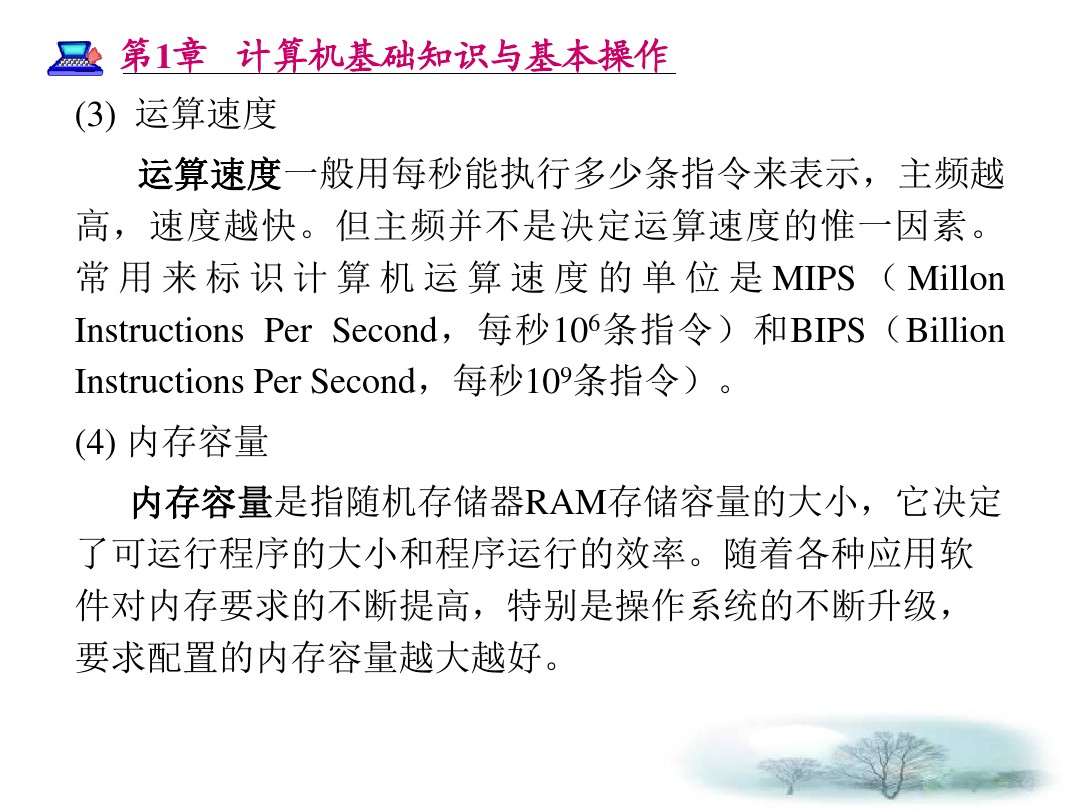 第1章 计算机基础知识与基本操作
(3) 运算速度
运算速度一般用每秒能执行多少条指令来表示，主频越
高，速度越快。但主频并不是决定运算速度的惟一因素。
常用来标识计算机运算速度的单位是MIPS（Millon
Instructions Per Second，每秒10⁶条指令）和BIPS（Billion
Instructions Per Second，每秒10⁹条指令）。
(4) 内存容量
内存容量是指随机存储器RAM存储容量的大小，它决定
了可运行程序的大小和程序运行的效率。随着各种应用软
件对内存要求的不断提高，特别是操作系统的不断升级，
要求配置的内存容量越大越好。